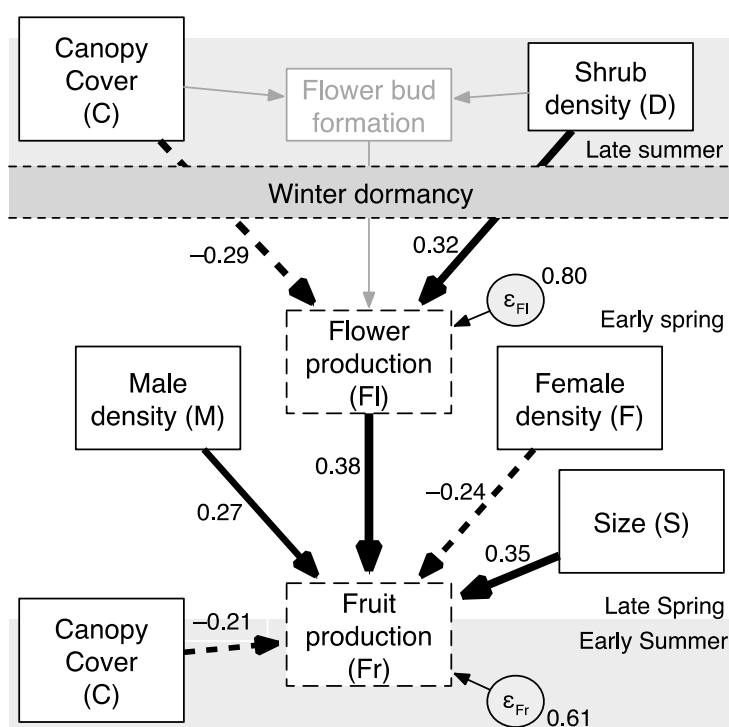 Canopy
Cover
(C)
Flower bud
formation
Shrub
density (D)
Late summer
Winter dormancy
–0.29
0.32
εFl
0.80
Early spring
Flower
production
(Fl)
Male
density (M)
Female
density (F)
0.38
0.27
–0.24
Size (S)
0.35
Late Spring
Early Summer
Fruit
production
(Fr)
Canopy
Cover
(C)
–0.21
εFr
0.61